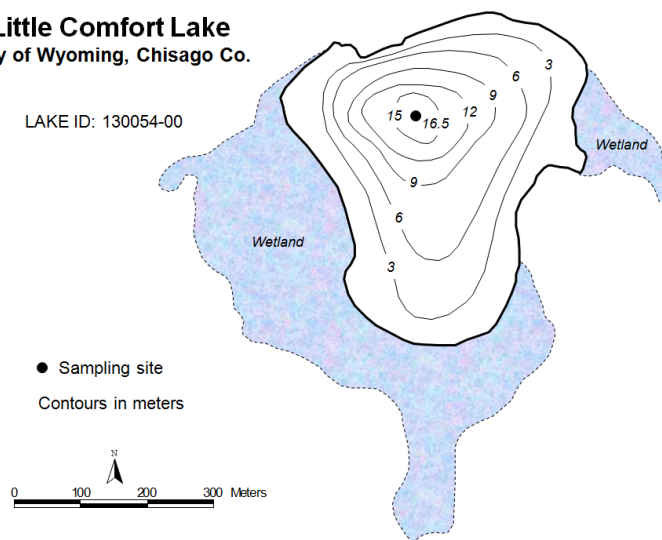 Little Comfort Lake
y of Wyoming, Chisago Co.
LAKE ID: 130054-00
3
6
9
12
15
16.5
Wetland
9
6
Wetland
3
Sampling site
Contours in meters
N
0 100 200 300 Meters